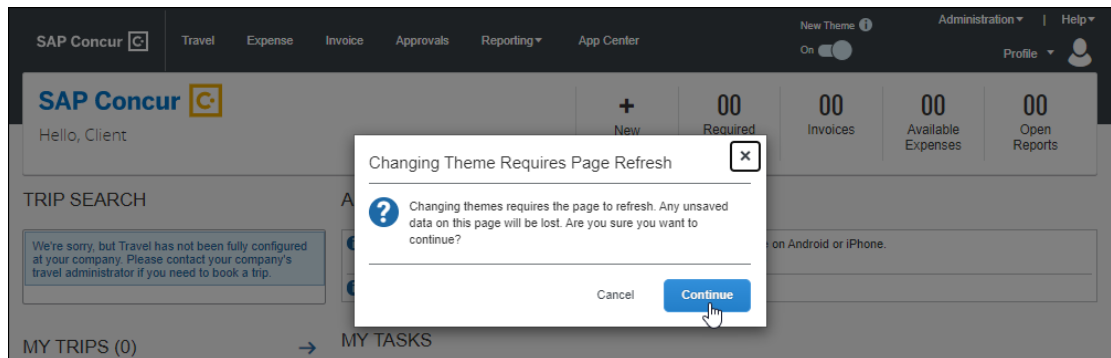 New Theme
Administration
|
Help
SAP Concur C
Travel
Expense
Invoice
Approvals
Reporting
App Center
On
Profile
SAP Concur C
Hello, Client
+
New
00
Required
00
Invoices
00
Available
Expenses
00
Open
Reports
Changing Theme Requires Page Refresh
×
?
Changing themes requires the page to refresh. Any unsaved
data on this page will be lost. Are you sure you want to
continue?
Cancel
Continue
TRIP SEARCH
A
We're sorry, but Travel has not been fully configured
at your company. Please contact your company's
travel administrator if you need to book a trip.
on Android or iPhone.
MY TRIPS (0)
→
MY TASKS